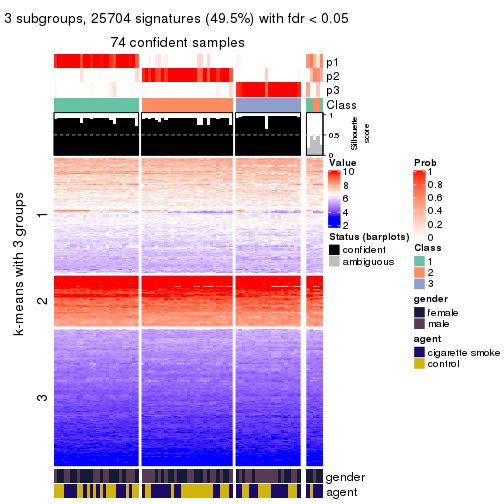 3 subgroups, 25704 signatures (49.5%) with fdr < 0.05
74 confident samples
p1
p2
p3
Class
1
0.5
0
Silhouette
score
k-means with 3 groups
1
2
3
gender
agent
Value
10
8
6
4
2
Status (barplots)
confident
ambiguous
Prob
1
0.8
0.6
0.4
0.2
0
Class
1
2
3
gender
female
male
agent
cigarette smoke
control